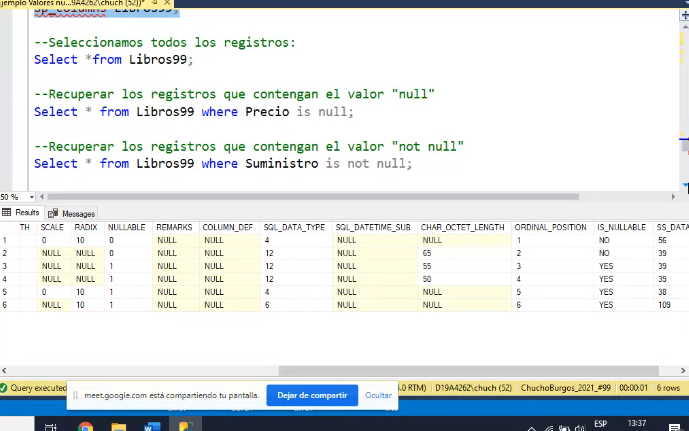 jemplo Valores nu...9A4262\chuch (52))*
sp_columns Libros99;
--Seleccionamos todos los registros:
Select *from Libros99;
--Recuperar los registros que contengan el valor "null"
Select * from Libros99 where Precio is null;
--Recuperar los registros que contengan el valor "not null"
Select * from Libros99 where Suministro is not null;
50 %
Results Messages
TH SCALE RADIX NULLABLE REMARKS COLUMN_DEF SQL_DATA_TYPE SQL_DATETIME_SUB CHAR_OCTET_LENGTH ORDINAL_POSITION IS_NULLABLE SS_DATA
1 0 10 0 NULL NULL 4 NULL NULL 1 NO 56
2 NULL NULL 0 NULL NULL 12 NULL 65 2 NO 39
3 NULL NULL 1 NULL NULL 12 NULL 55 3 YES 39
4 NULL NULL 1 NULL NULL 12 NULL 50 4 YES 39
5 0 10 1 NULL NULL 4 NULL NULL 5 YES 38
6 NULL 10 1 NULL NULL 6 NULL NULL 6 YES 109
Query executed .0 RTM) D19A4262\chuch (52) ChuchoBurgos_2021_#99 00:00:01 6 rows
meet.google.com está compartiendo tu pantalla. Dejar de compartir Ocultar
ESP 13:37